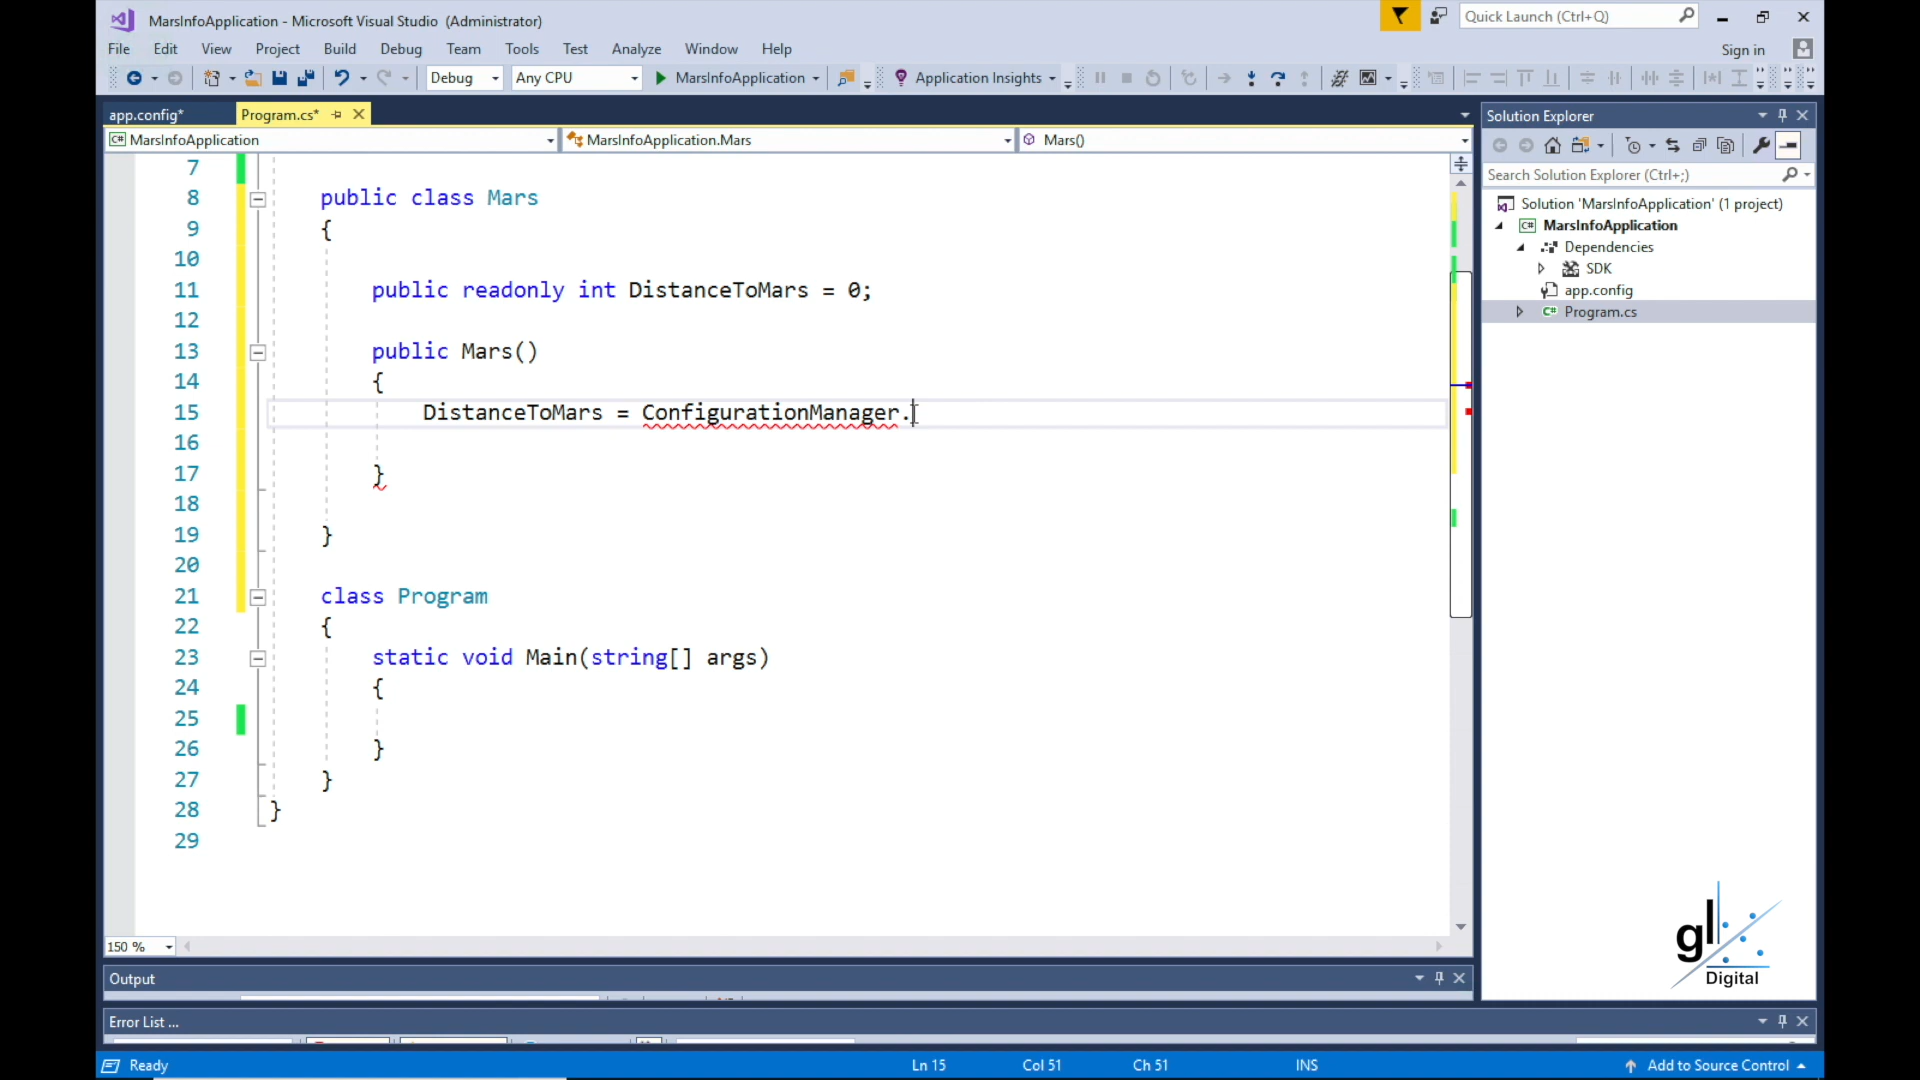 MarsInfoApplication - Microsoft Visual Studio (Administrator)
Quick Launch (Ctrl+Q)
File Edit View Project Build Debug Team Tools Test Analyze Window Help
Sign in
Debug Any CPU MarsInfoApplication Application Insights
app.config* Program.cs*
MarsInfoApplication MarsInfoApplication.Mars Mars()
7
8 public class Mars
9 {
10
11 public readonly int DistanceToMars = 0;
12
13 public Mars()
14 {
15 DistanceToMars = ConfigurationManager.
16
17 }
18
19 }
20
21 class Program
22 {
23 static void Main(string[] args)
24 {
25
26 }
27 }
28 }
29
150 %
Solution Explorer
Search Solution Explorer (Ctrl+;)
Solution 'MarsInfoApplication' (1 project)
MarsInfoApplication
Dependencies
SDK
app.config
Program.cs
gl
Digital
Output
Error List ...
Ready Ln 15 Col 51 Ch 51 INS Add to Source Control